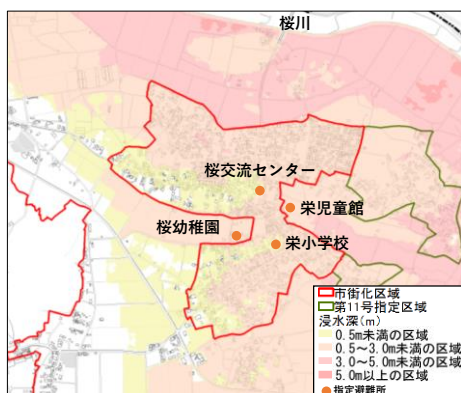 桜川
桜交流センター
栄児童館
桜幼稚園
栄小学校
市街化区域
第11号指定区域
浸水深(m)
0.5m未満の区域
0.5～3.0m未満の区域
3.0～5.0m未満の区域
5.0m以上の区域
指定避難所